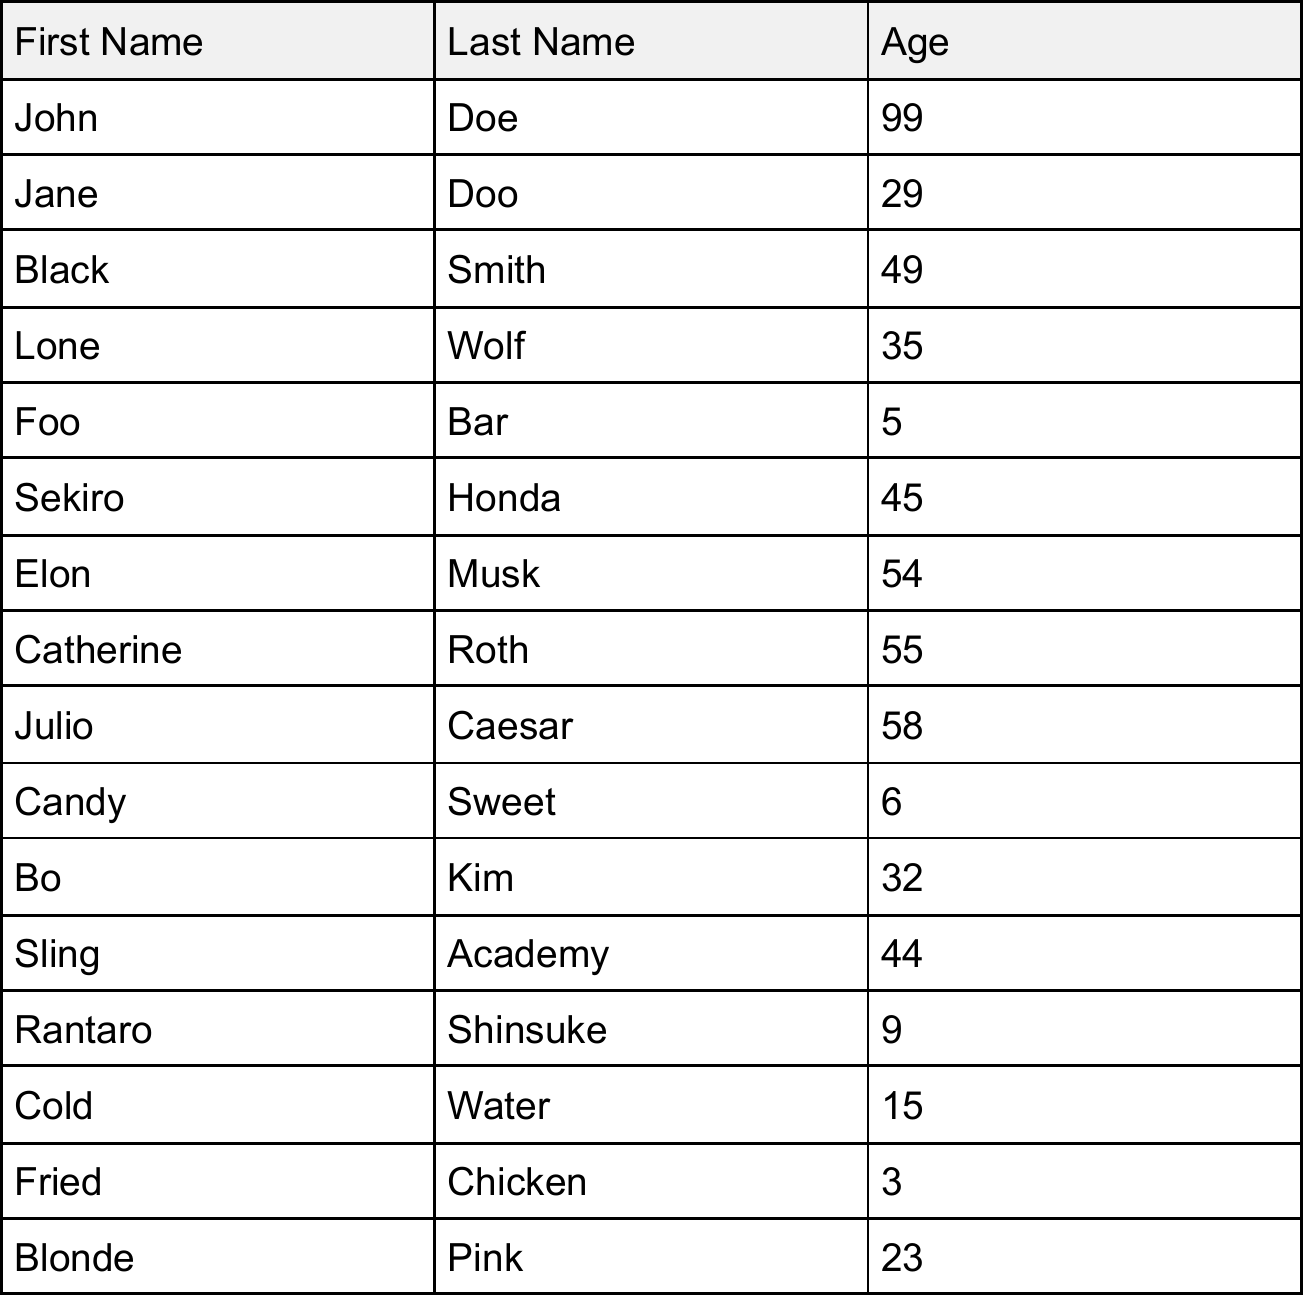 First Name Last Name Age
John Doe 99
Jane Doo 29
Black Smith 49
Lone Wolf 35
Foo Bar 5
Sekiro Honda 45
Elon Musk 54
Catherine Roth 55
Julio Caesar 58
Candy Sweet 6
Bo Kim 32
Sling Academy 44
Rantaro Shinsuke 9
Cold Water 15
Fried Chicken 3
Blonde Pink 23